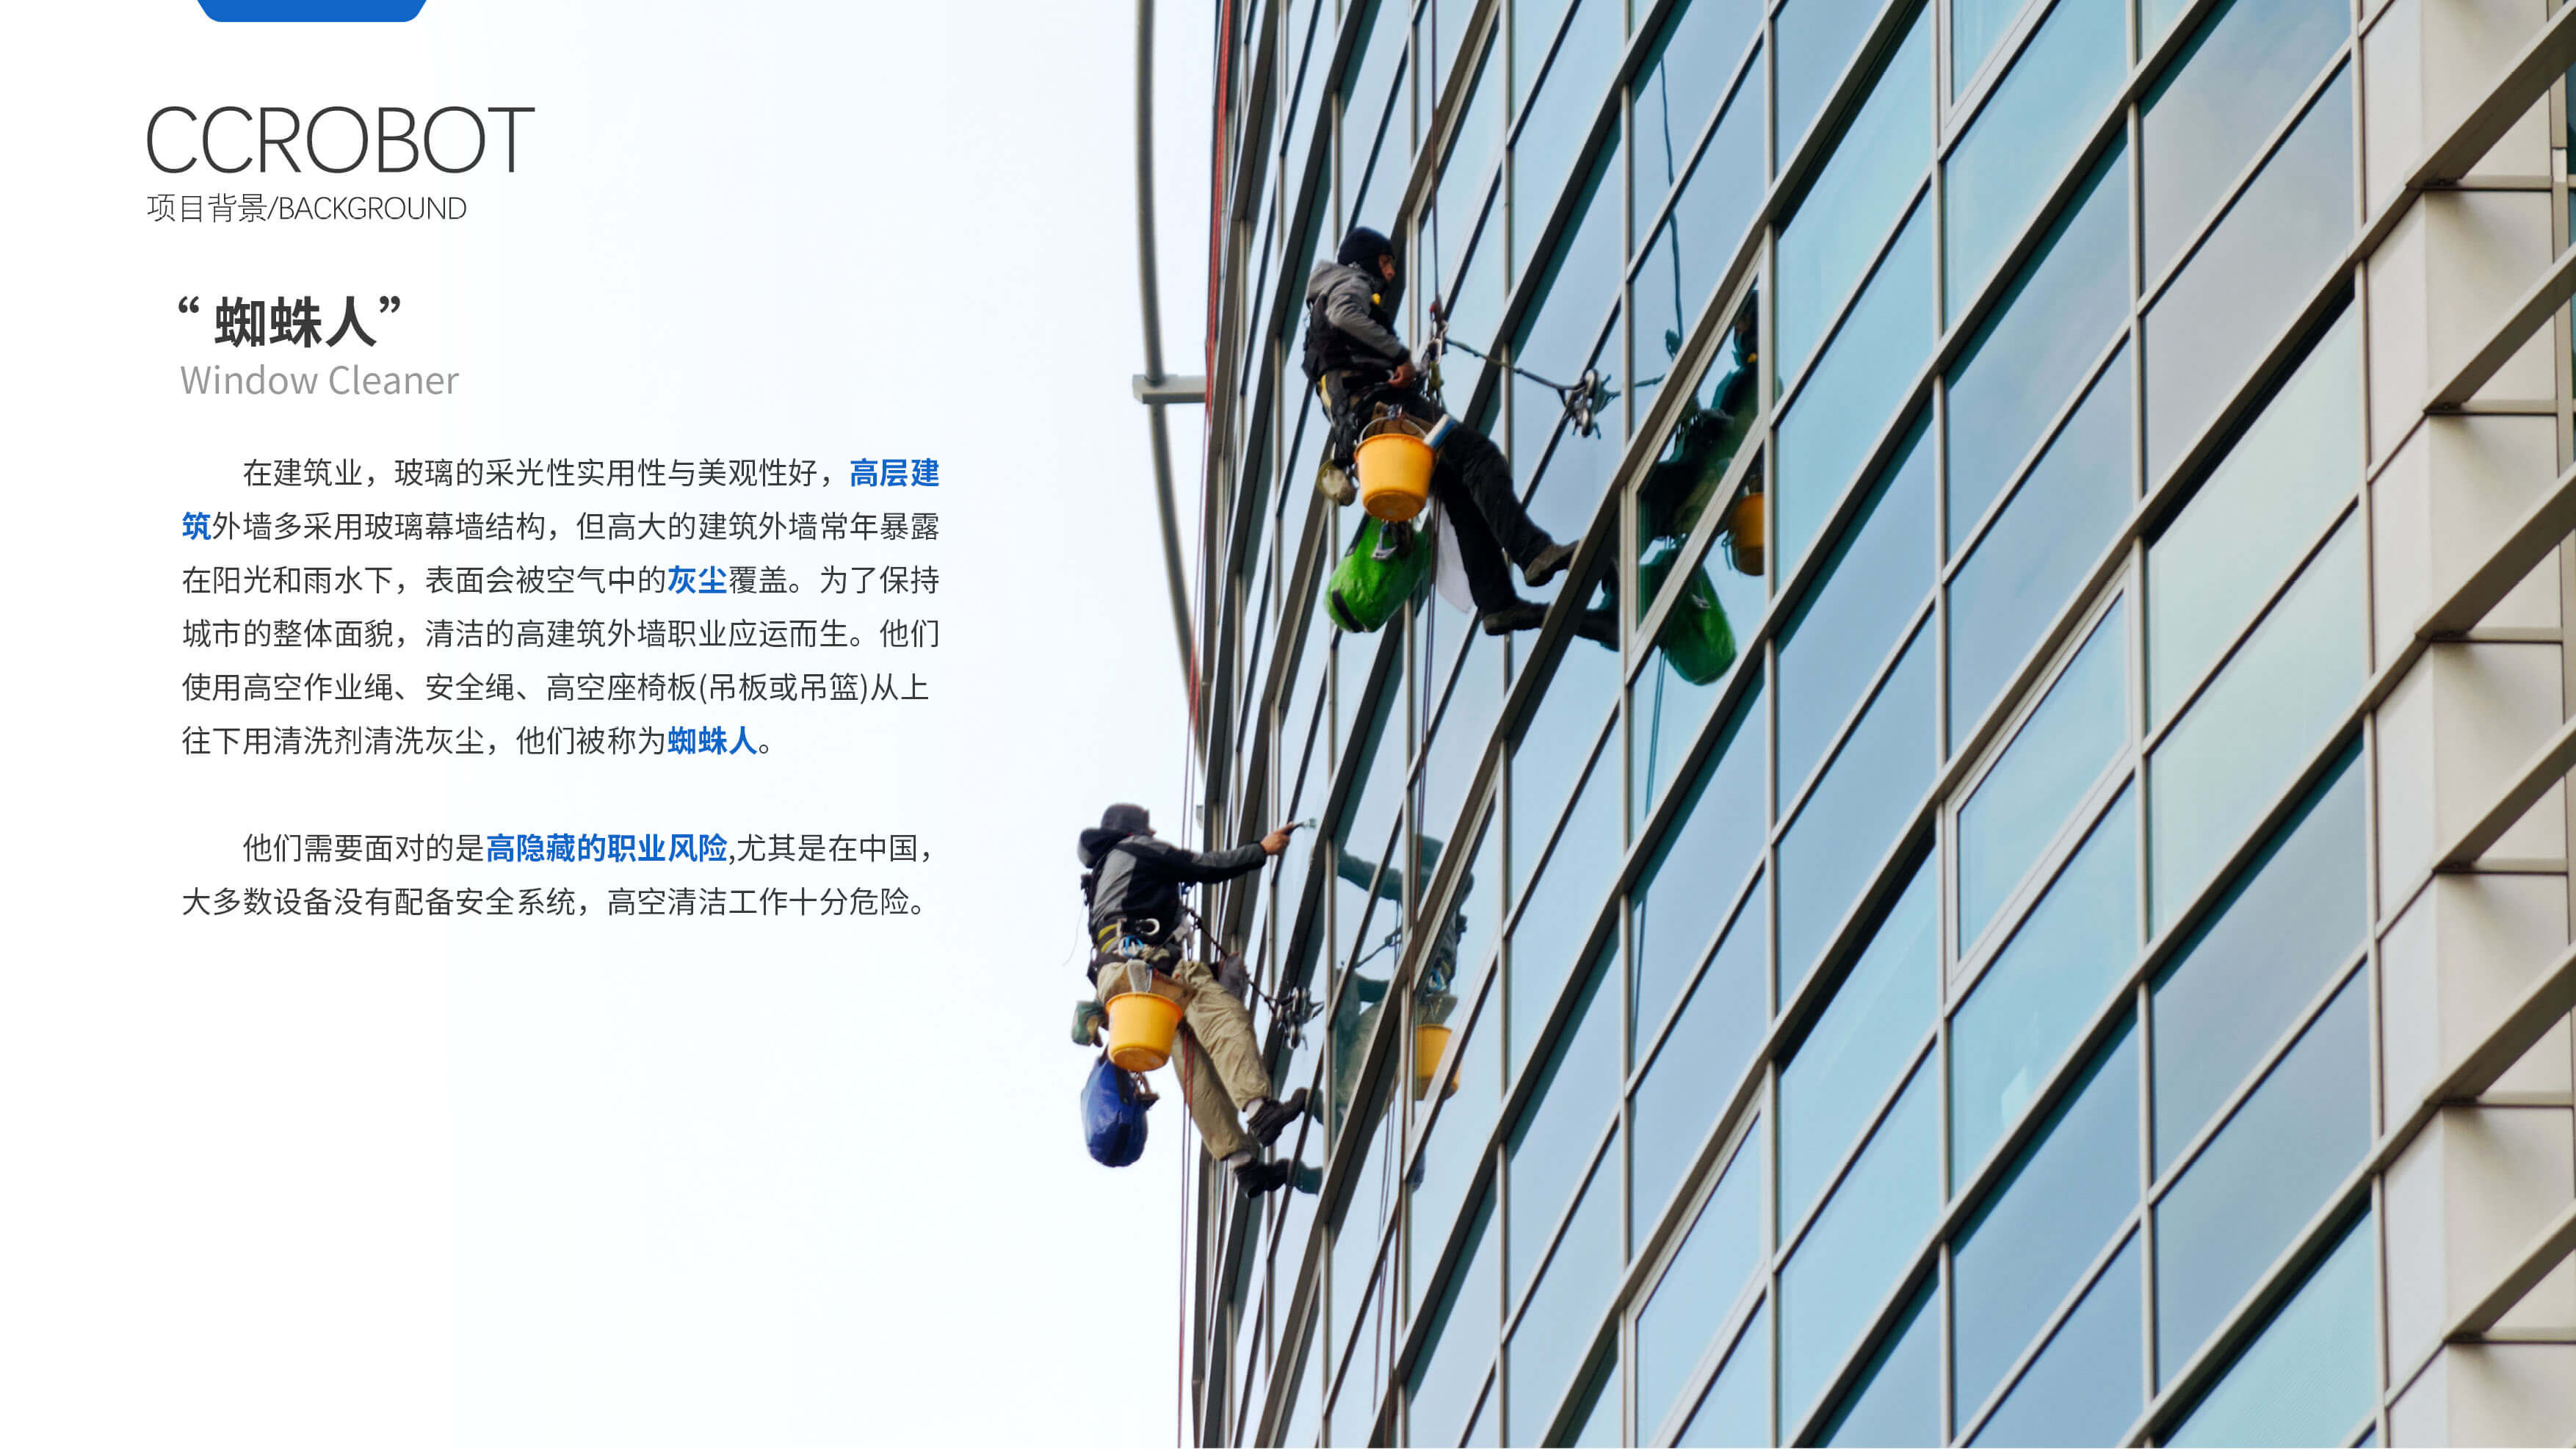 CCROBOT
项目背景/BACKGROUND
“蜘蛛人”
Window Cleaner
在建筑业，玻璃的采光性实用性与美观性好，高层建
筑外墙多采用玻璃幕墙结构，但高大的建筑外墙常年暴露
在阳光和雨水下，表面会被空气中的灰尘覆盖。为了保持
城市的整体面貌，清洁的高建筑外墙职业应运而生。他们
使用高空作业绳、安全绳、高空座椅板(吊板或吊篮)从上
往下用清洗剂清洗灰尘，他们被称为蜘蛛人。
他们需要面对的是高隐藏的职业风险,尤其是在中国，
大多数设备没有配备安全系统，高空清洁工作十分危险。